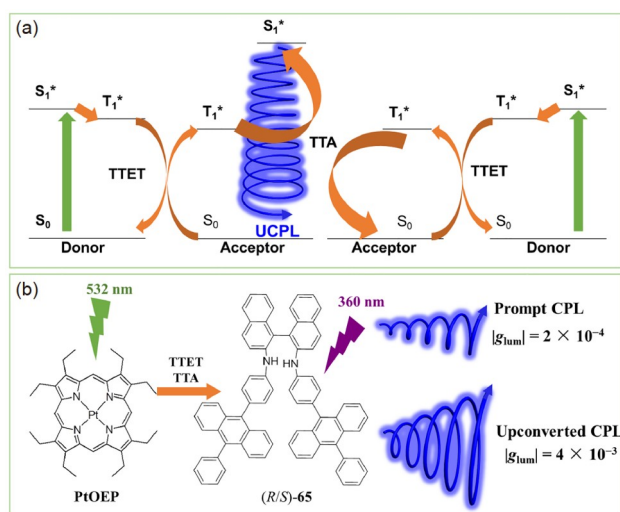 (a)
S₁*
S₁*
T₁*
T₁*
T₁*
T₁*
S₁*
TTA
TTET
TTET
S₀
S₀
UCPL
S₀
S₀
Donor
Acceptor
Acceptor
Donor
(b)
532 nm
360 nm
Prompt CPL
|g_lum| = 2 × 10⁻⁴
TTET
TTA
NH
HN
N
N
Pt
N
N
Upconverted CPL
|g_lum| = 4 × 10⁻³
PtOEP
(R/S)-65